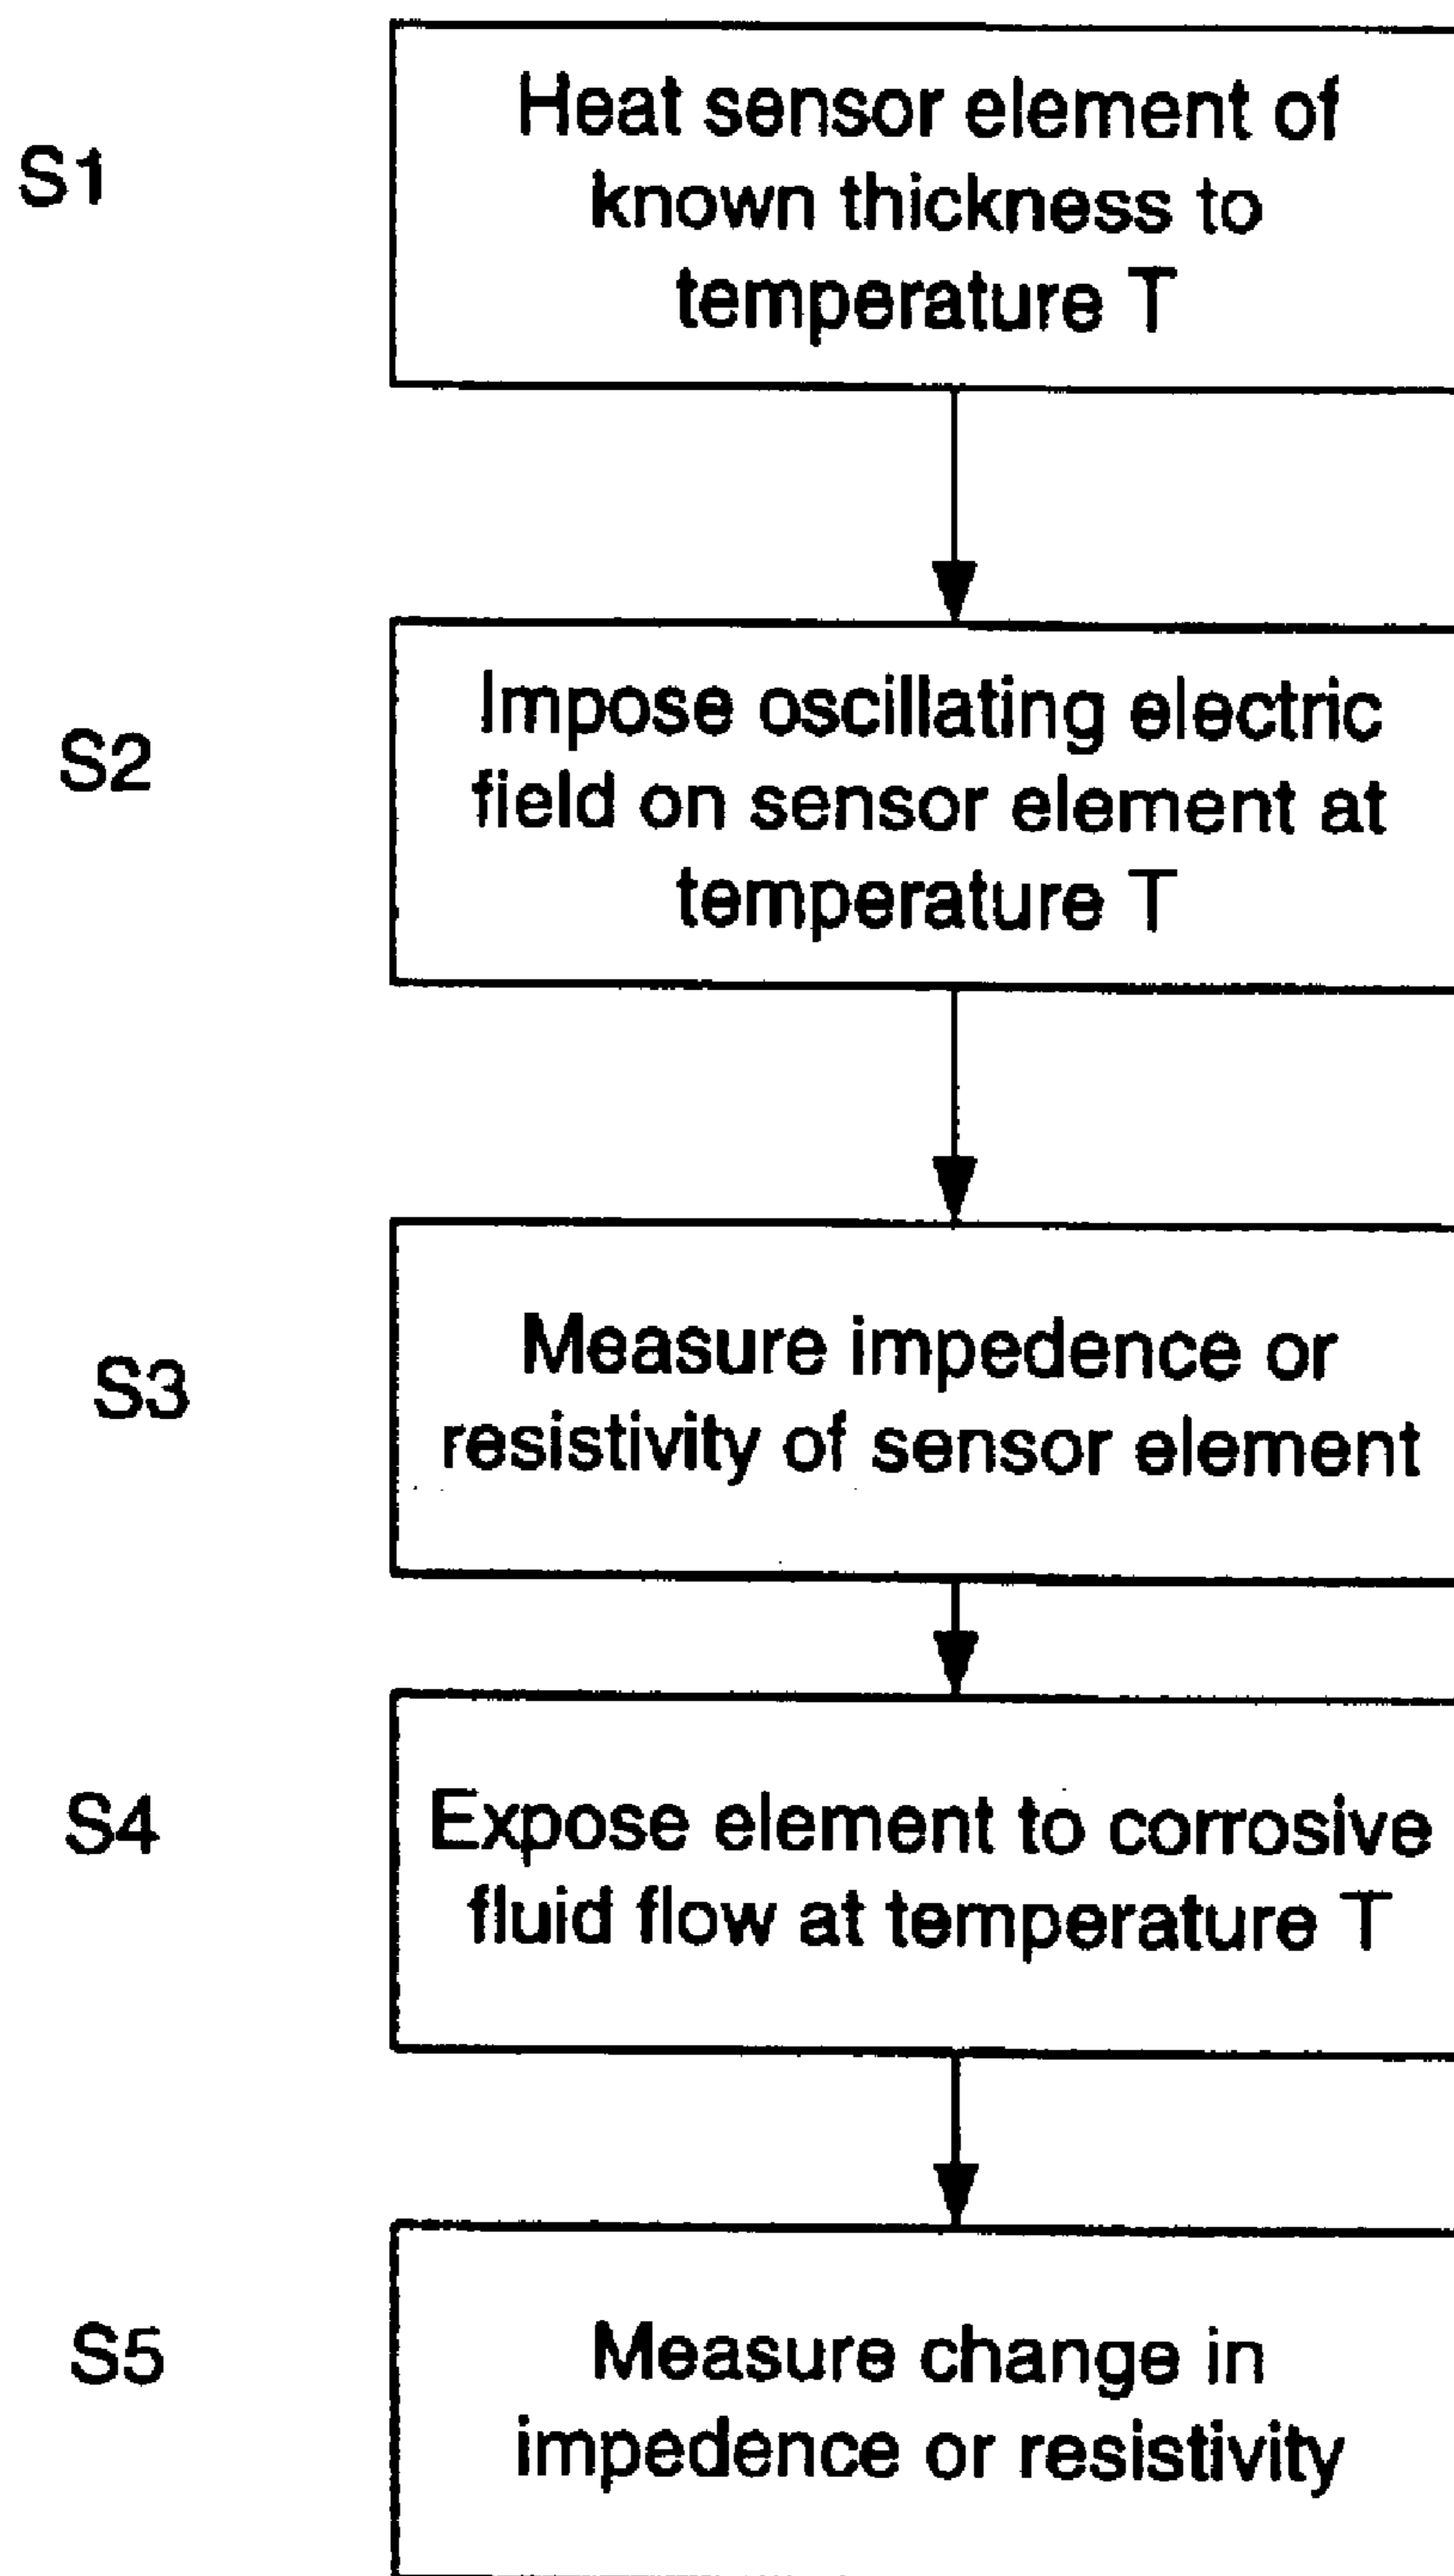 S1
Heat sensor element of
known thickness to
temperature T
S2
Impose oscillating electric
field on sensor element at
temperature T
S3
Measure impedence or
resistivity of sensor element
S4
Expose element to corrosive
fluid flow at temperature T
S5
Measure change in
impedence or resistivity